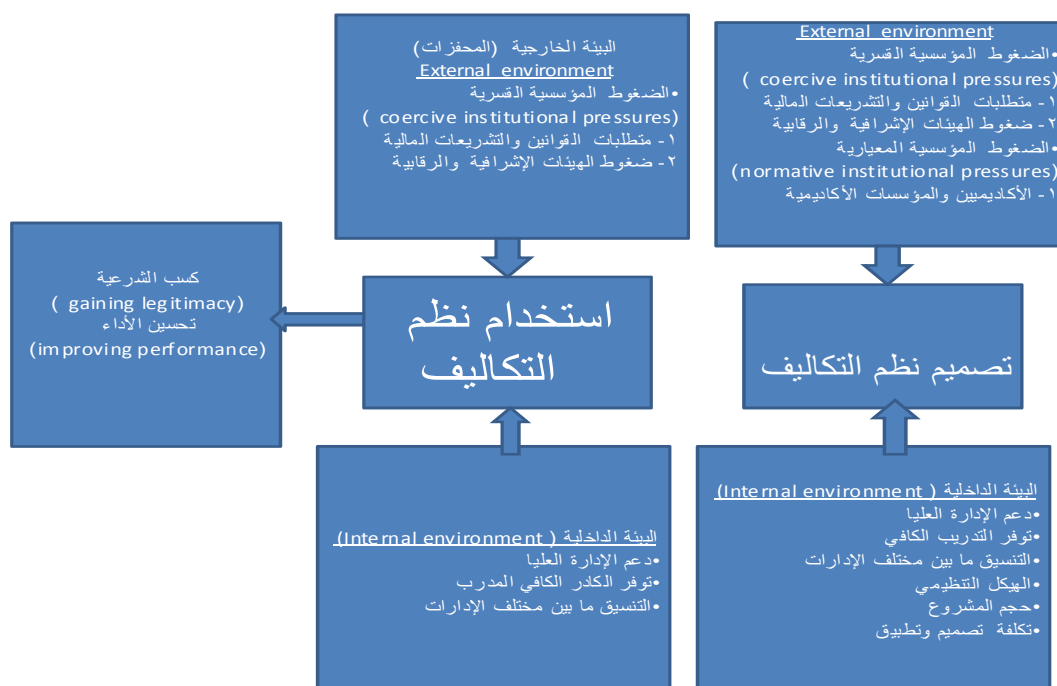 External environment
•الضغوط المؤسسية القسرية
( coercive institutional pressures)
١- متطلبات القوانين والتشريعات المالية
٢- ضغوط الهيئات الإشرافية والرقابية
•الضغوط المؤسسية المعيارية
(normative institutional pressures)
١- الأكاديميين والمؤسسات الأكاديمية
تصميم نظم التكاليف
البيئة الداخلية ( Internal environment)
•دعم الإدارة العليا
•توفر التدريب الكافي
•التنسيق ما بين مختلف الإدارات
•الهيكل التنظيمي
•حجم المشروع
•تكلفة تصميم وتطبيق
البيئة الخارجية (المحفزات)
External environment
•الضغوط المؤسسية القسرية
( coercive institutional pressures)
١- متطلبات القوانين والتشريعات المالية
٢- ضغوط الهيئات الإشرافية والرقابية
استخدام نظم
التكاليف
البيئة الداخلية ( Internal environment)
•دعم الإدارة العليا
•توفر الكادر الكافي المدرب
•التنسيق ما بين مختلف الإدارات
كسب الشرعية
( gaining legitimacy)
تحسين الأداء
(improving performance)